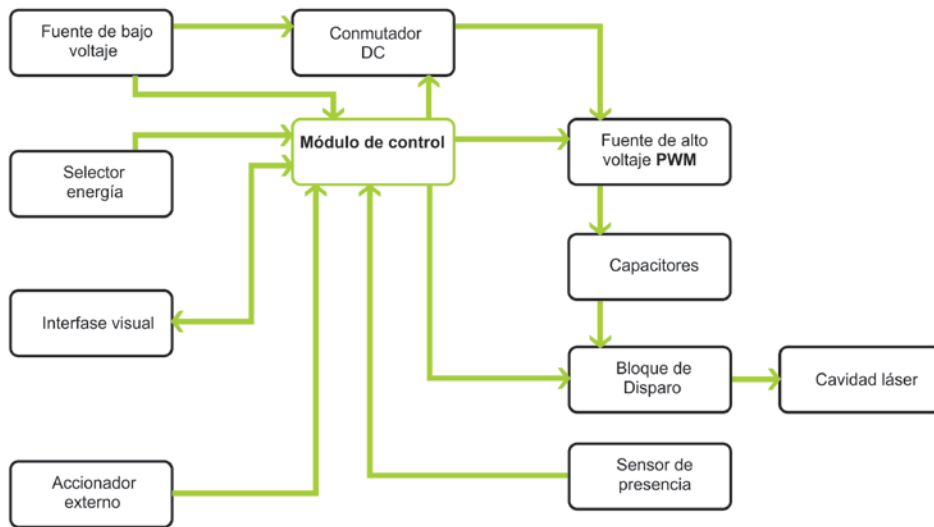 Fuente de bajo
voltaje
Conmutador
DC
Módulo de control
Fuente de alto
voltaje PWM
Selector
energía
Capacitores
Interfase visual
Bloque de
Disparo
Cavidad láser
Accionador
externo
Sensor de
presencia